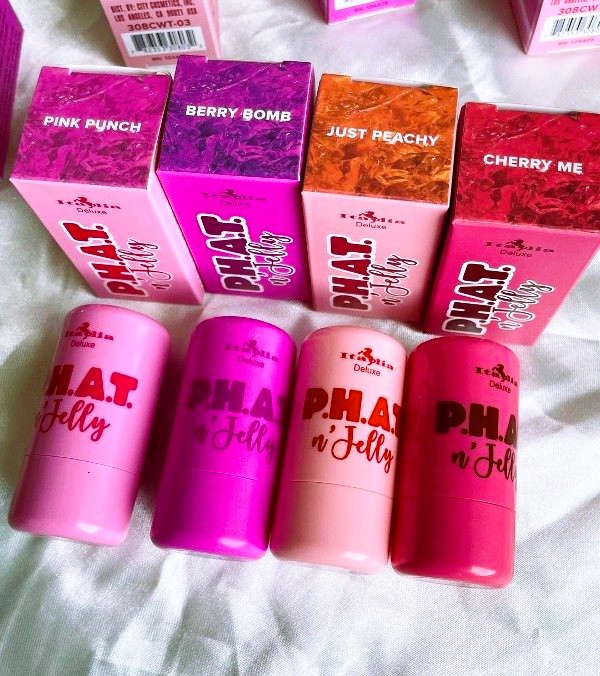 DIST. BY: CITY COSMETICS, INC.
LOS ANGELES, CA 90021 USA
308CWT-03
308CWT-
PINK PUNCH
BERRY BOMB
JUST PEACHY
CHERRY ME
Italia
Deluxe
P.H.A.T.
n'Jelly
Italia
Deluxe
P.H.A.T.
n'Jelly
Italia
Deluxe
P.H.A.T.
n'Jelly
Italia
Deluxe
P.H.A.T.
n'Jelly
Italia
Deluxe
P.H.A.T.
n'Jelly
Italia
Deluxe
P.H.A.T.
n'Jelly
Italia
Deluxe
P.H.A.T.
n'Jelly
Italia
Deluxe
P.H.A
n'Jelly